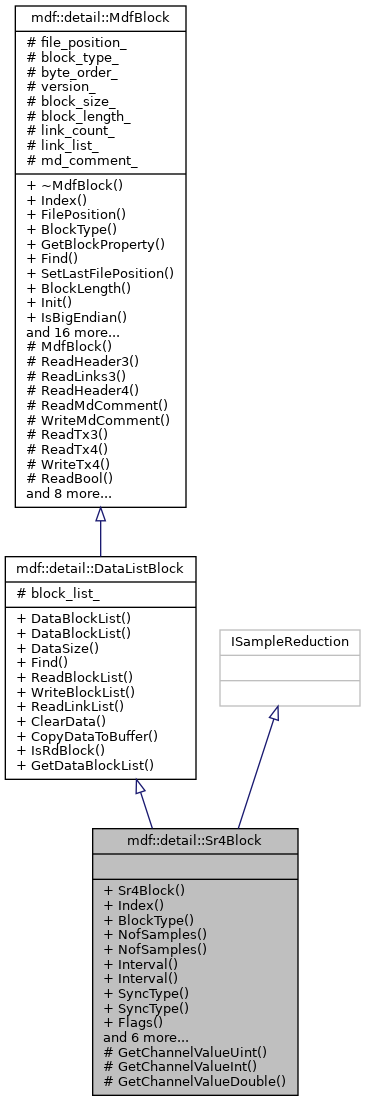 mdf::detail::MdfBlock
# file_position_
# block_type_
# byte_order_
# version_
# block_size_
# block_length_
# link_count_
# link_list_
# md_comment_
+ ~MdfBlock()
+ Index()
+ FilePosition()
+ BlockType()
+ GetBlockProperty()
+ Find()
+ SetLastFilePosition()
+ BlockLength()
+ Init()
+ IsBigEndian()
and 16 more...
# MdfBlock()
# ReadHeader3()
# ReadLinks3()
# ReadHeader4()
# ReadMdComment()
# WriteMdComment()
# ReadTx3()
# ReadTx4()
# WriteTx4()
# ReadBool()
and 8 more...
mdf::detail::DataListBlock
# block_list_
+ DataBlockList()
+ DataBlockList()
+ DataSize()
+ Find()
+ ReadBlockList()
+ WriteBlockList()
+ ReadLinkList()
+ ClearData()
+ CopyDataToBuffer()
+ IsRdBlock()
+ GetDataBlockList()
ISampleReduction
mdf::detail::Sr4Block
+ Sr4Block()
+ Index()
+ BlockType()
+ NofSamples()
+ NofSamples()
+ Interval()
+ Interval()
+ SyncType()
+ SyncType()
+ Flags()
and 6 more...
# GetChannelValueUint()
# GetChannelValueInt()
# GetChannelValueDouble()